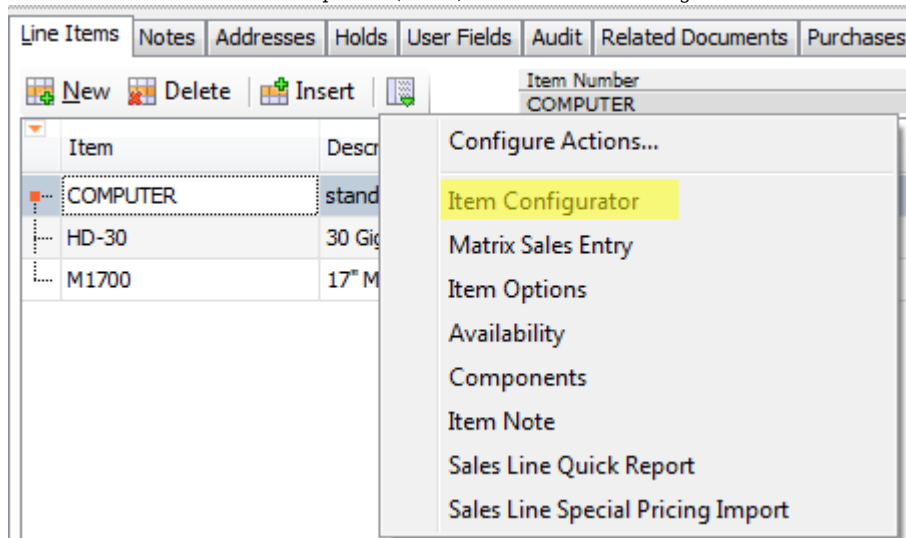 Line Items Notes Addresses Holds User Fields Audit Related Documents Purchases
New Delete Insert
Item Number
COMPUTER
Item Descr
COMPUTER stand
HD-30 30 Gig
M1700 17" M
Configure Actions...
Item Configurator
Matrix Sales Entry
Item Options
Availability
Components
Item Note
Sales Line Quick Report
Sales Line Special Pricing Import